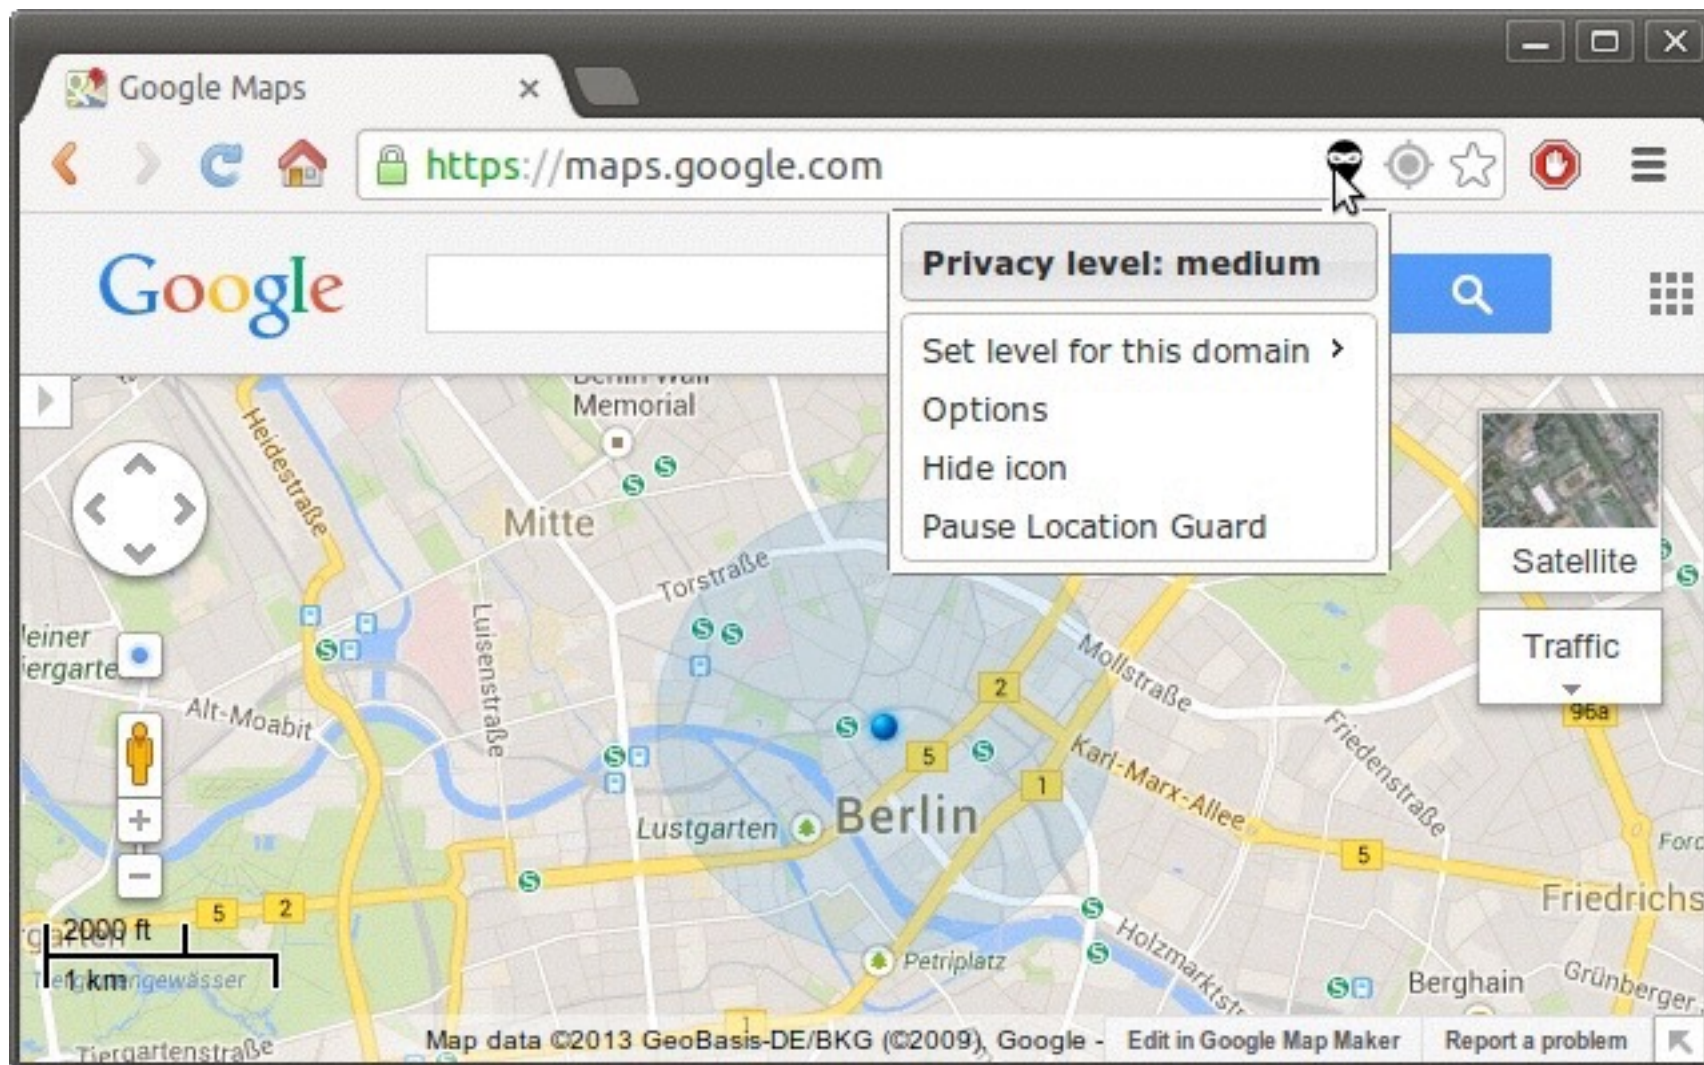 Google Maps
https://maps.google.com
Privacy level: medium
Google
Set level for this domain
Options
Hide icon
Pause Location Guard
Memorial
Heidestraße
Mitte
Torstraße
Satellite
Luisenstraße
Mollstraße
Traffic
2
96a
Alt-Moabit
Friedenstraße
5
Karl-Marx-Allee
1
Lustgarten
Berlin
5
5
2
Friedrichs
2000 ft
Holzmarktstr
Petriplatz
1 km
Berghain
Grünberger
1
Map data ©2013 GeoBasis-DE/BKG (©2009), Google -
Edit in Google Map Maker
Report a problem
Tiergartenstraße